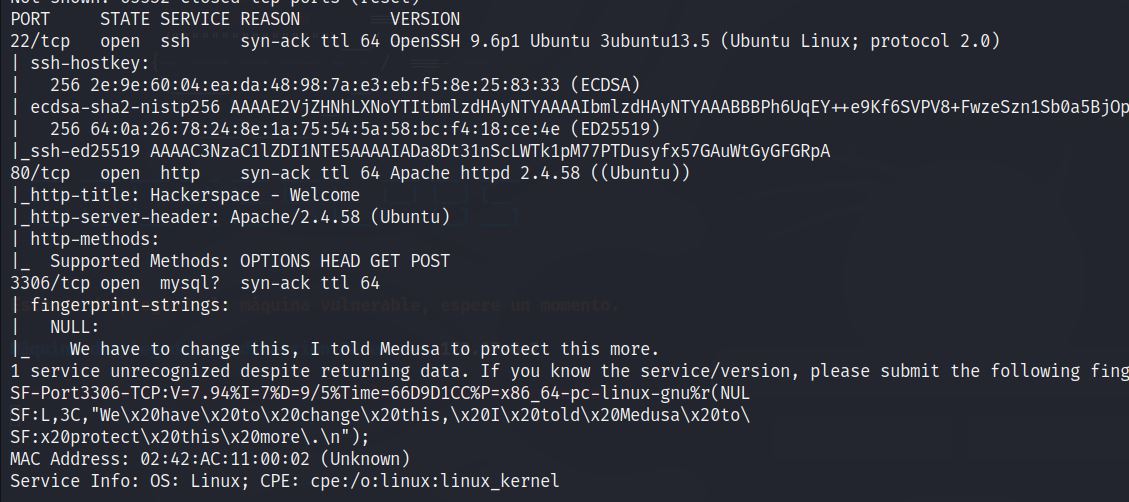 Not shown: 65532 closed tcp ports (reset)
PORT     STATE SERVICE REASON         VERSION
22/tcp   open  ssh     syn-ack ttl 64 OpenSSH 9.6p1 Ubuntu 3ubuntu13.5 (Ubuntu Linux; protocol 2.0)
| ssh-hostkey:
|   256 2e:9e:60:04:ea:da:48:98:7a:e3:eb:f5:8e:25:83:33 (ECDSA)
| ecdsa-sha2-nistp256 AAAAE2VjZHNhLXNoYTItbmlzdHAyNTYAAAAIbmlzdHAyNTYAAABBBPh6UqEY++e9Kf6SVPV8+FwzeSzn1Sb0a5BjOp
|   256 64:0a:26:78:24:8e:1a:75:54:5a:58:bc:f4:18:ce:4e (ED25519)
|_ssh-ed25519 AAAAC3NzaC1lZDI1NTE5AAAAIADa8Dt31nScLWTk1pM77PTDusyfx57GAuWtGyGFGRpA
80/tcp   open  http    syn-ack ttl 64 Apache httpd 2.4.58 ((Ubuntu))
|_http-title: Hackerspace - Welcome
|_http-server-header: Apache/2.4.58 (Ubuntu)
| http-methods:
|_  Supported Methods: OPTIONS HEAD GET POST
3306/tcp open  mysql?  syn-ack ttl 64
| fingerprint-strings:
máquina vulnerable, espere un momento.
|   NULL:
|_    We have to change this, I told Medusa to protect this more.
1 service unrecognized despite returning data. If you know the service/version, please submit the following fing
SF-Port3306-TCP:V=7.94%I=7%D=9/5%Time=66D9D1CC%P=x86_64-pc-linux-gnu%r(NUL
SF:L,3C,"We\x20have\x20to\x20change\x20this,\x20I\x20told\x20Medusa\x20to\
SF:x20protect\x20this\x20more\.\n");
MAC Address: 02:42:AC:11:00:02 (Unknown)
Service Info: OS: Linux; CPE: cpe:/o:linux:linux_kernel